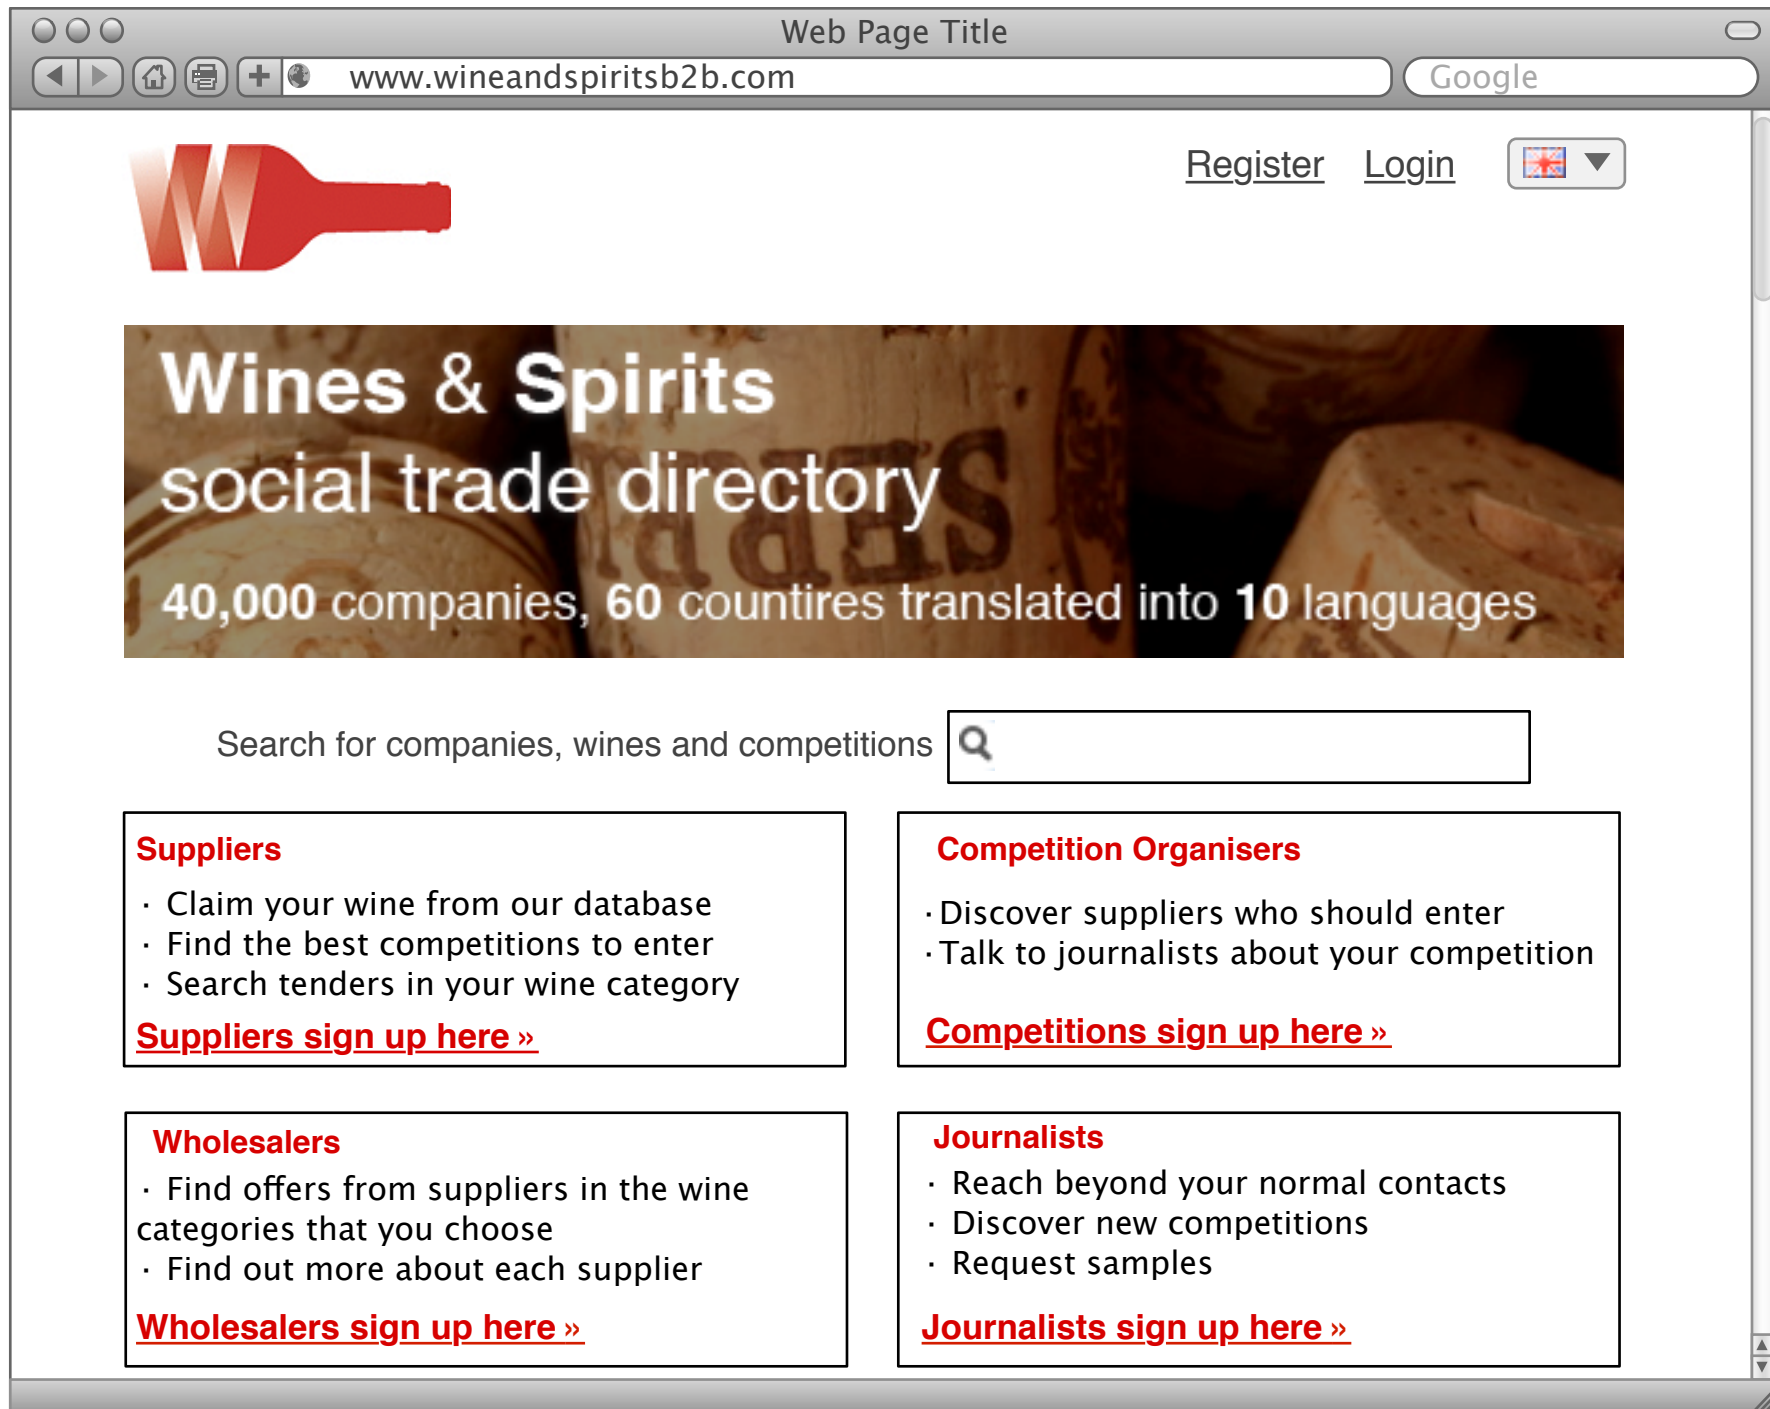 Web Page Title
www.wineandspiritsb2b.com
Google
Register Login
W
Wines & Spirits
social trade directory
40,000 companies, 60 countires translated into 10 languages
Search for companies, wines and competitions
Suppliers
· Claim your wine from our database
· Find the best competitions to enter
· Search tenders in your wine category
Suppliers sign up here »
Competition Organisers
· Discover suppliers who should enter
· Talk to journalists about your competition
Competitions sign up here »
Wholesalers
· Find offers from suppliers in the wine
categories that you choose
· Find out more about each supplier
Wholesalers sign up here »
Journalists
· Reach beyond your normal contacts
· Discover new competitions
· Request samples
Journalists sign up here »